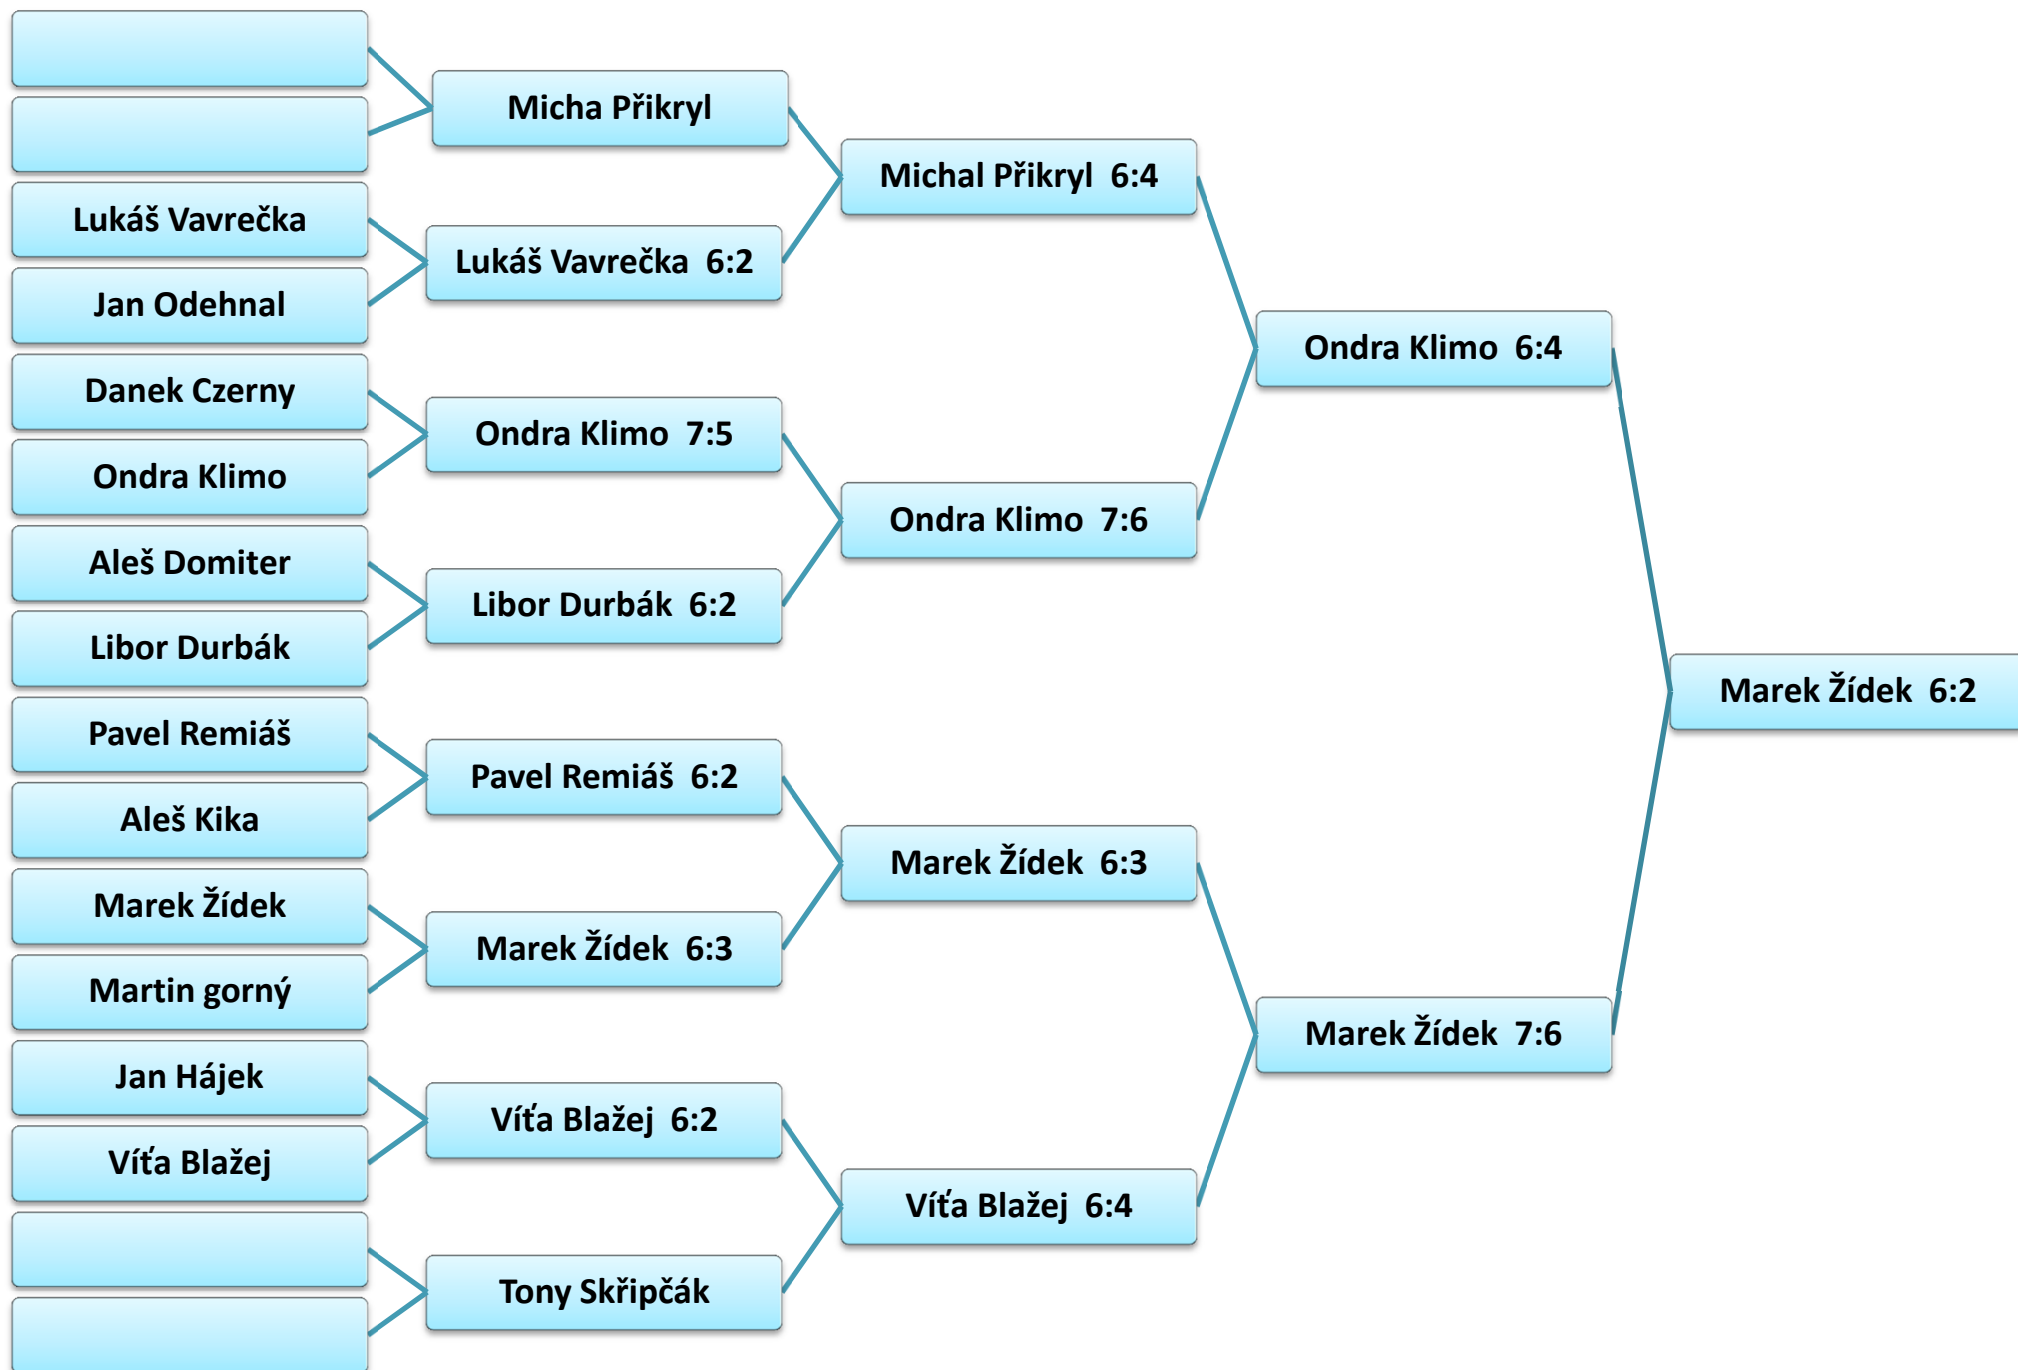 Micha Přikryl
Michal Přikryl  6:4
Lukáš Vavrečka
Lukáš Vavrečka  6:2
Jan Odehnal
Ondra Klimo  6:4
Danek Czerny
Ondra Klimo  7:5
Ondra Klimo
Ondra Klimo  7:6
Aleš Domiter
Libor Durbák  6:2
Libor Durbák
Marek Žídek  6:2
Pavel Remiáš
Pavel Remiáš  6:2
Aleš Kika
Marek Žídek  6:3
Marek Žídek
Marek Žídek  6:3
Martin gorný
Marek Žídek  7:6
Jan Hájek
Víťa Blažej  6:2
Víťa Blažej
Víťa Blažej  6:4
Tony Skřipčák